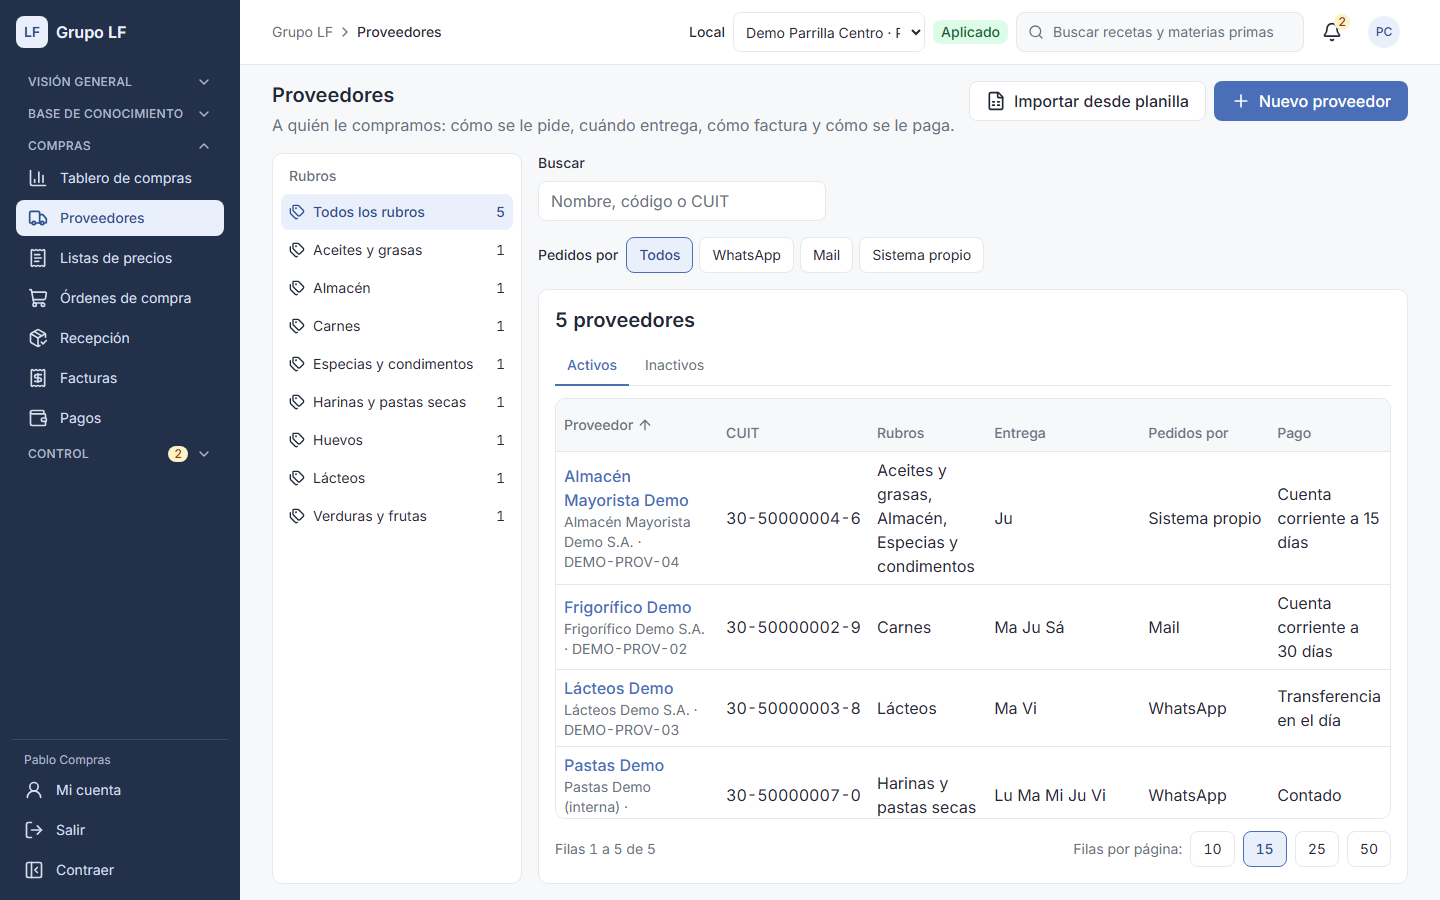 LF Grupo LF
VISIÓN GENERAL
BASE DE CONOCIMIENTO
COMPRAS
Tablero de compras
Proveedores
Listas de precios
Órdenes de compra
Recepción
Facturas
Pagos
CONTROL 2
Pablo Compras
Mi cuenta
Salir
Contraer
Grupo LF > Proveedores
Local Demo Parrilla Centro · Aplicado Buscar recetas y materias primas 2 PC
Proveedores
A quién le compramos: cómo se le pide, cuándo entrega, cómo factura y cómo se le paga.
Importar desde planilla
Nuevo proveedor
Rubros
Todos los rubros 5
Aceites y grasas 1
Almacén 1
Carnes 1
Especias y condimentos 1
Harinas y pastas secas 1
Huevos 1
Lácteos 1
Verduras y frutas 1
Buscar
Nombre, código o CUIT
Pedidos por Todos WhatsApp Mail Sistema propio
5 proveedores
Activos Inactivos
Proveedor ↑ CUIT Rubros Entrega Pedidos por Pago
Almacén
Mayorista Demo
Almacén Mayorista
Demo S.A. ·
DEMO-PROV-04
30-50000004-6
Aceites y
grasas,
Almacén,
Especias y
condimentos
Ju
Sistema propio
Cuenta
corriente a 15
días
Frigorífico Demo
Frigorífico Demo S.A.
· DEMO-PROV-02
30-50000002-9
Carnes
Ma Ju Sá
Mail
Cuenta
corriente a
30 días
Lácteos Demo
Lácteos Demo S.A. ·
DEMO-PROV-03
30-50000003-8
Lácteos
Ma Vi
WhatsApp
Transferencia
en el día
Pastas Demo
Pastas Demo
(interna) ·
30-50000007-0
Harinas y
pastas secas
Lu Ma Mi Ju Vi
WhatsApp
Contado
Filas 1 a 5 de 5
Filas por página: 10 15 25 50